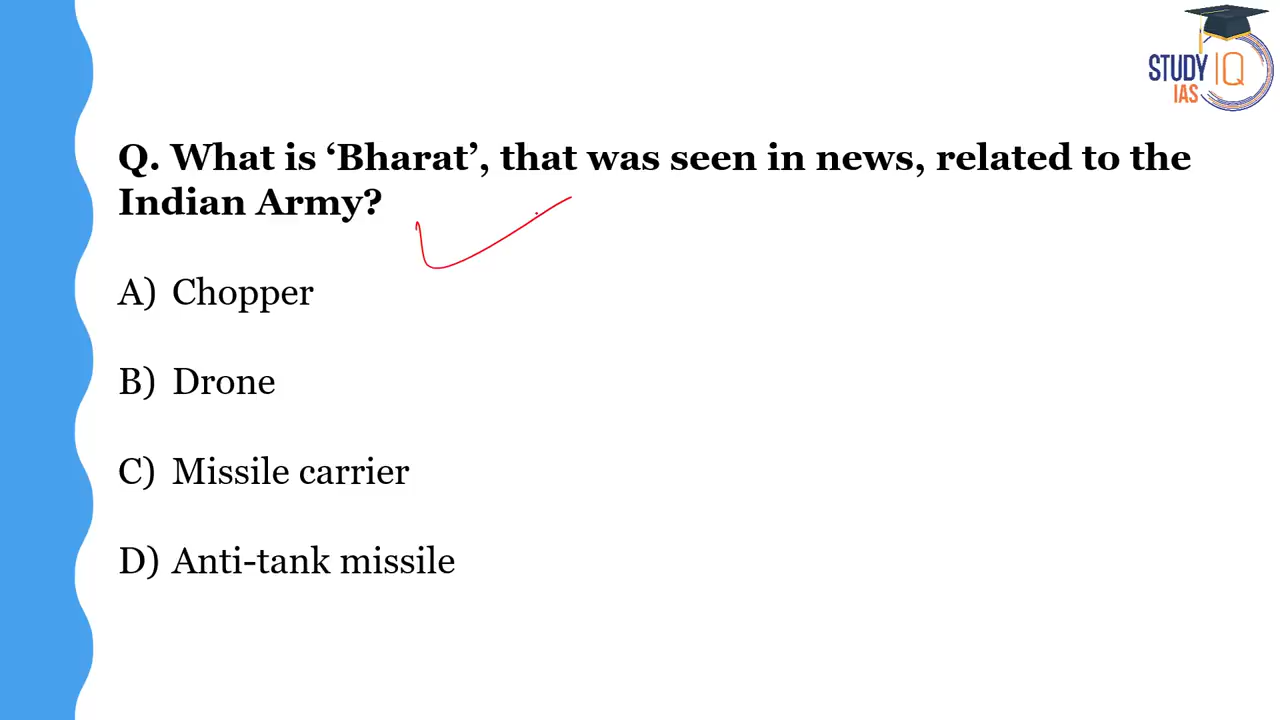 STUDY IQ
IAS
Q. What is ‘Bharat’, that was seen in news, related to the
Indian Army?
A) Chopper
B) Drone
C) Missile carrier
D) Anti-tank missile